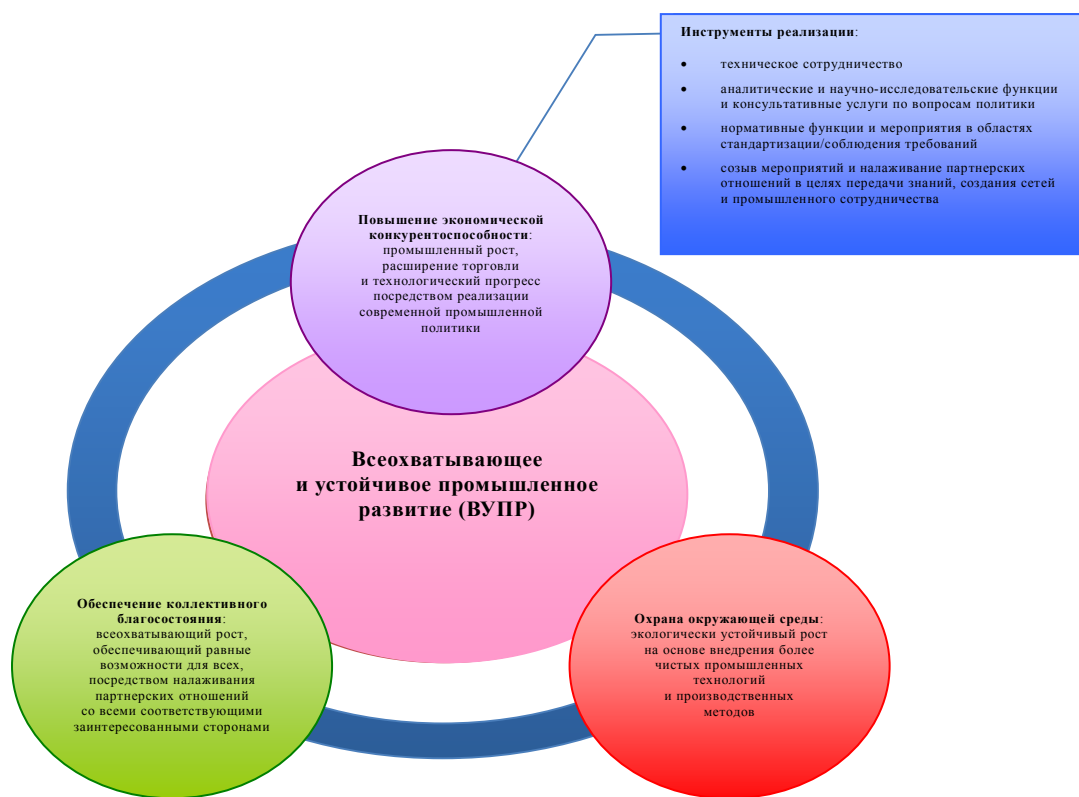 Инструменты реализации:
• техническое сотрудничество
• аналитические и научно-исследовательские функции
и консультативные услуги по вопросам политики
• нормативные функции и мероприятия в областях
стандартизации/соблюдения требований
• созыв мероприятий и налаживание партнерских
отношений в целях передачи знаний, создания сетей
и промышленного сотрудничества
Повышение экономической
конкурентоспособности:
промышленный рост,
расширение торговли
и технологический прогресс
посредством реализации
современной промышленной
политики
Всеохватывающее
и устойчивое промышленное
развитие (ВУПР)
Обеспечение коллективного
благосостояния:
всеохватывающий рост,
обеспечивающий равные
возможности для всех,
посредством налаживания
партнерских отношений
со всеми соответствующими
заинтересованными сторонами
Охрана окружающей среды:
экологически устойчивый рост
на основе внедрения более
чистых промышленных
технологий
и производственных
методов